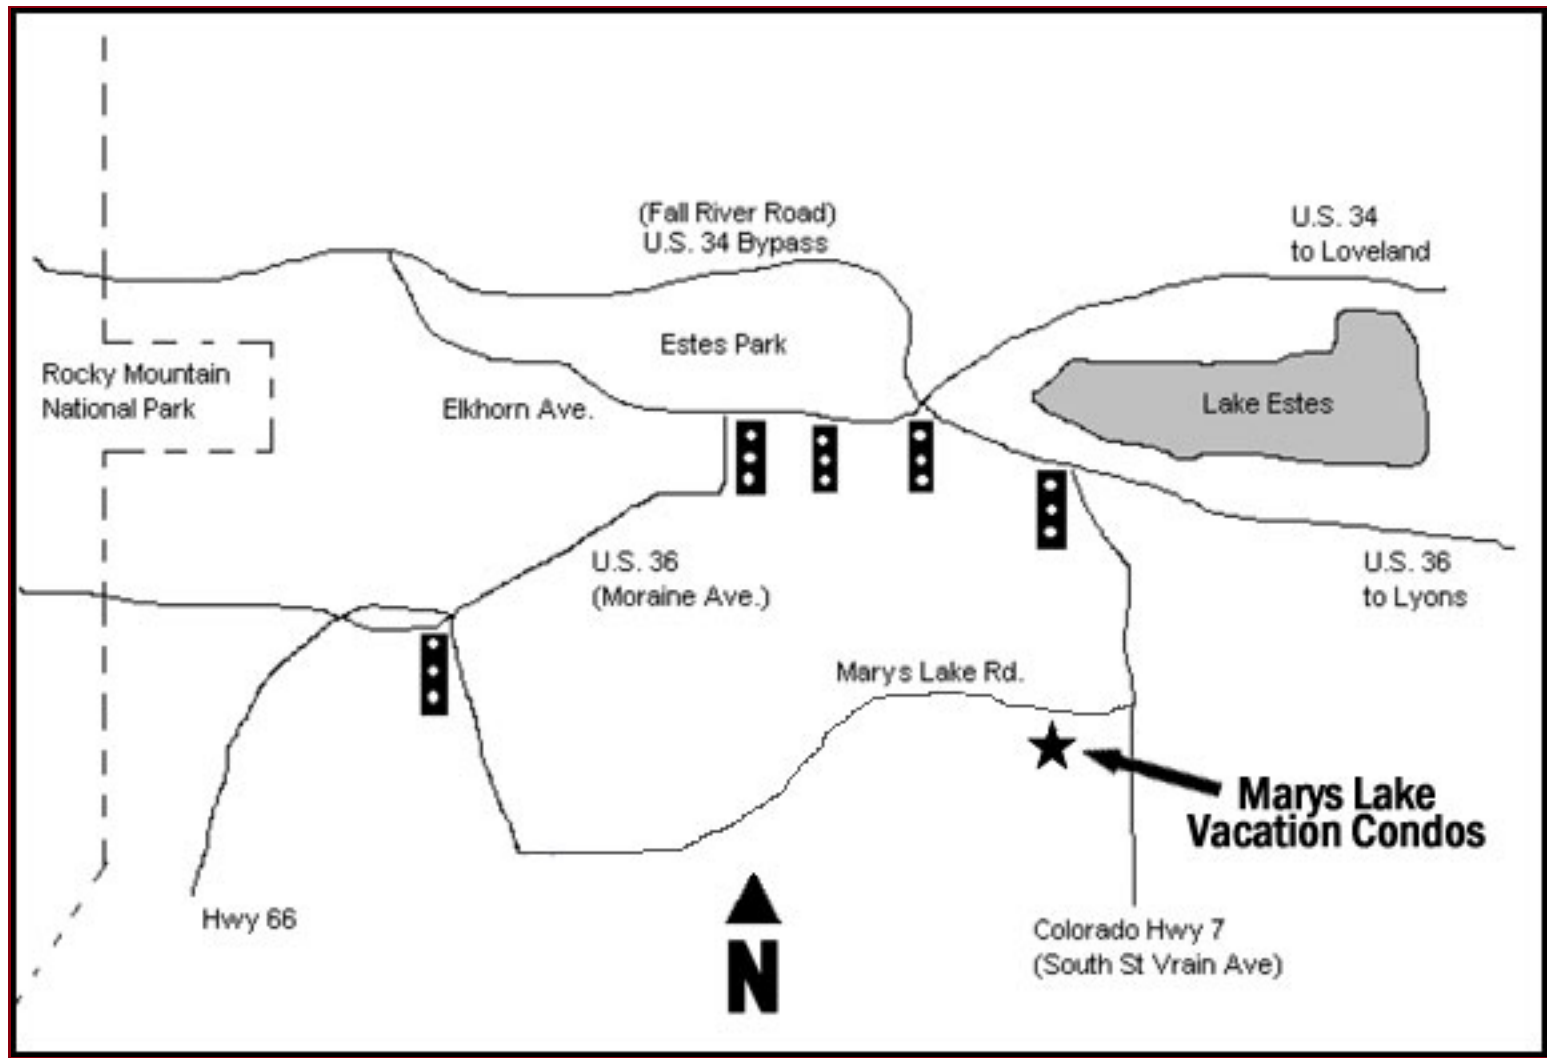 (Fall River Road)
U.S. 34 Bypass
U.S. 34
to Loveland
Estes Park
Rocky Mountain
National Park
Elkhorn Ave.
Lake Estes
U.S. 36
(Moraine Ave.)
U.S. 36
to Lyons
Marys Lake Rd.
Marys Lake
Vacation Condos
Hwy 66
Colorado Hwy 7
(South St Vrain Ave)
N